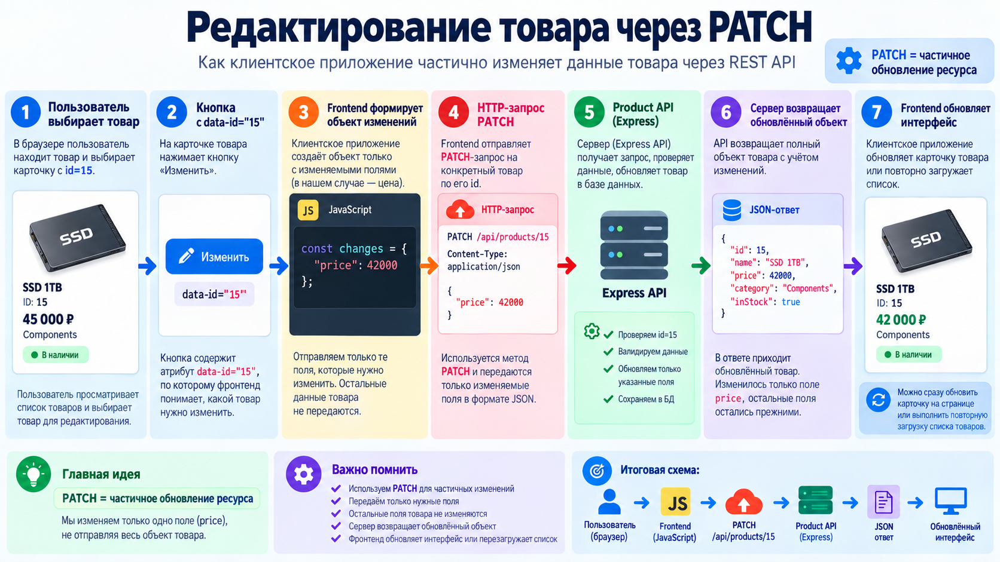 Редактирование товара через PATCH
Как клиентское приложение частично изменяет данные товара через REST API
PATCH = частичное
обновление ресурса
1
Пользователь
выбирает товар
В браузере пользователь
находит товар и выбирает
карточку с id=15.
SSD
SSD 1TB
ID: 15
45 000 ₽
Components
В наличии
Пользователь просматривает
список товаров и выбирает
товар для редактирования.
2
Кнопка
с data-id="15"
На карточке товара
нажимает кнопку
«Изменить».
Изменить
data-id="15"
Кнопка содержит
атрибут data-id="15",
по которому фронтенд
понимает, какой товар
нужно изменить.
3
Frontend формирует
объект изменений
Клиентское приложение
создаёт объект только
с изменяемыми полями
(в нашем случае — цена).
JS JavaScript
const changes = {
"price": 42000
};
Отправляем только те
поля, которые нужно
изменить. Остальные
данные товара
не передаются.
4
HTTP-запрос
PATCH
Frontend отправляет
PATCH-запрос на
конкретный товар
по его id.
HTTP-запрос
PATCH /api/products/15
Content-Type:
application/json
{
"price": 42000
}
Используется метод
PATCH и передаются
только изменяемые
поля в формате JSON.
5
Product API
(Express)
Сервер (Express API)
получает запрос, проверяет
данные, обновляет товар
в базе данных.
Express API
Проверяем id=15
Валидируем данные
Обновляем только
указанные поля
Сохраняем в БД
6
Сервер возвращает
обновлённый объект
API возвращает полный
объект товара с учётом
изменений.
JSON-ответ
{
"id": 15,
"name": "SSD 1TB",
"price": 42000,
"category": "Components",
"inStock": true
}
В ответе приходит
обновлённый товар.
Изменилось только поле
price, остальные поля
остались прежними.
7
Frontend обновляет
интерфейс
Клиентское приложение
обновляет карточку товара
или повторно загружает
список.
SSD
SSD 1TB
ID: 15
42 000 ₽
Components
В наличии
Можно сразу обновить
карточку на странице
или выполнить повторную
загрузку списка товаров.
Главная идея
PATCH = частичное обновление ресурса
Мы изменяем только одно поле (price),
не отправляя весь объект товара.
Важно помнить
Используем PATCH для частичных изменений
Передаём только нужные поля
Остальные поля товара не изменяются
Сервер возвращает обновлённый объект
Фронтенд обновляет интерфейс или перезагружает список
Итоговая схема:
Пользователь
(браузер)
JS
Frontend
(JavaScript)
PATCH
/api/products/15
Product API
(Express)
JSON
ответ
Обновлённый
интерфейс